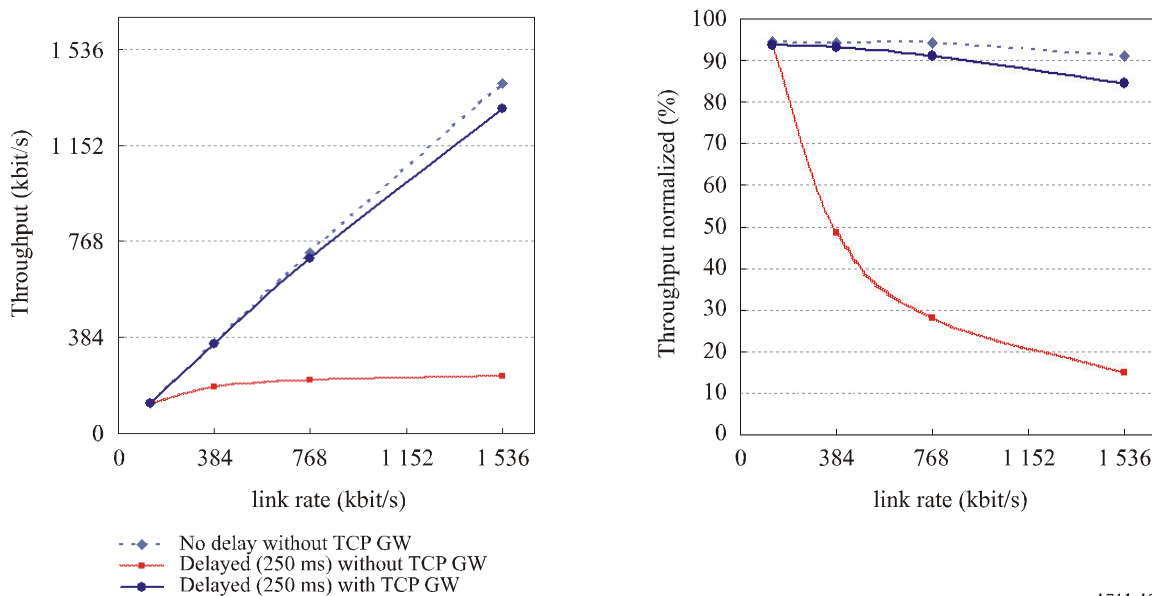 Throughput (kbit/s)
1 536
1 152
768
384
0
0 384 768 1 152 1 536
link rate (kbit/s)
No delay without TCP GW
Delayed (250 ms) without TCP GW
Delayed (250 ms) with TCP GW
Throughput normalized (%)
100
90
80
70
60
50
40
30
20
10
0
0 384 768 1 152 1 536
link rate (kbit/s)